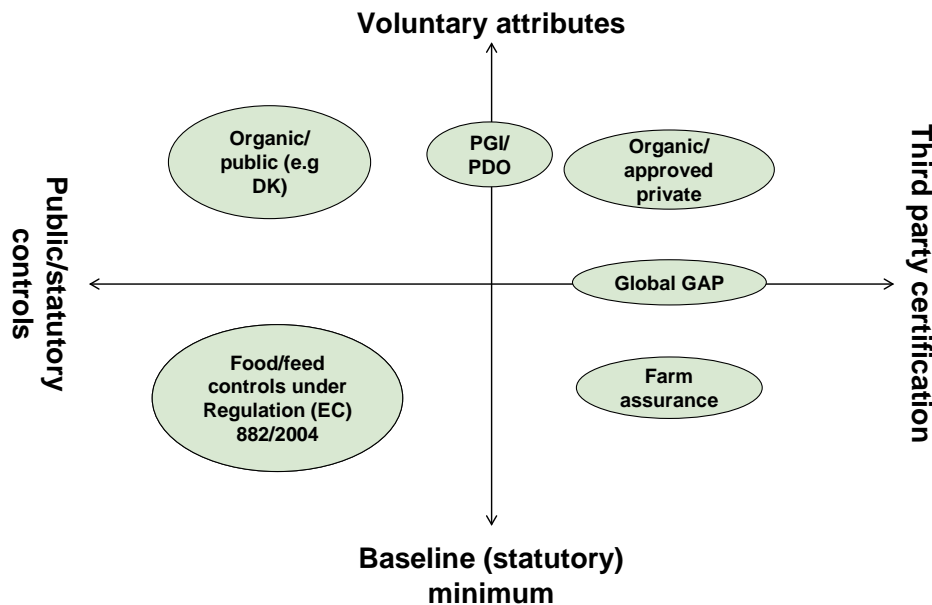 Voluntary attributes
Organic/
public (e.g
DK)
PGI/
PDO
Organic/
approved
private
Public/statutory
controls
Third party certification
Global GAP
Food/feed
controls under
Regulation (EC)
882/2004
Farm
assurance
Baseline (statutory)
minimum